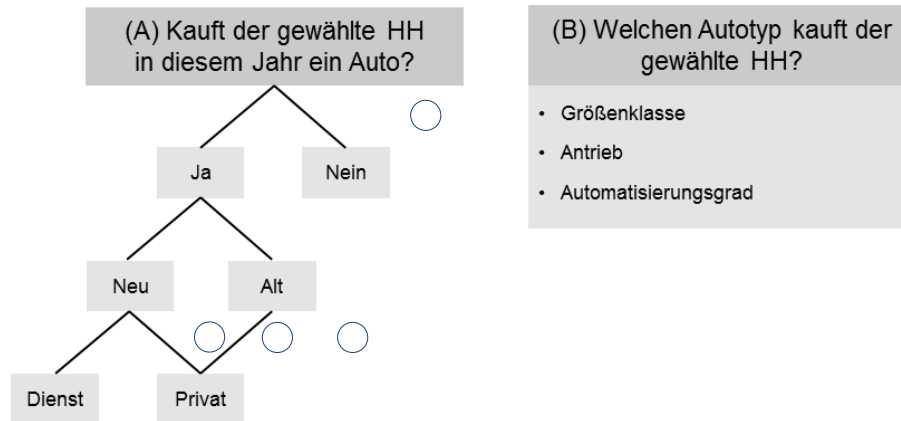 (A) Kauft der gewählte HH
in diesem Jahr ein Auto?
Ja
Nein
Neu
Alt
Dienst
Privat
(B) Welchen Autotyp kauft der
gewählte HH?
• Größenklasse
• Antrieb
• Automatisierungsgrad